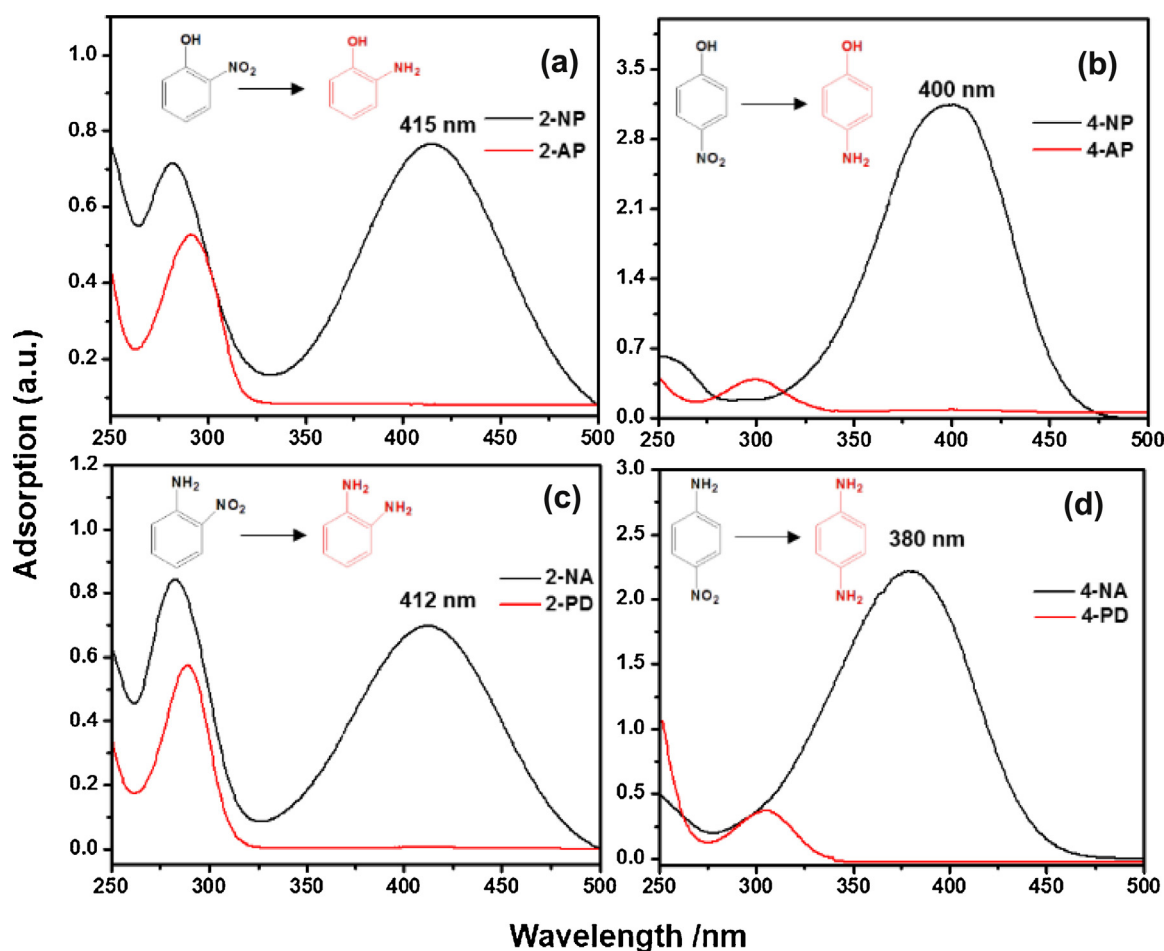 Adsorption (a.u.)
(a)
OH
NO2
OH
NH2
415 nm
2-NP
2-AP
1.0
0.8
0.6
0.4
0.2
250 300 350 400 450 500
(b)
OH
NO2
OH
NH2
400 nm
4-NP
4-AP
3.5
2.8
2.1
1.4
0.7
0.0
250 300 350 400 450 500
(c)
NH2
NO2
NH2
NH2
412 nm
2-NA
2-PD
1.2
1.0
0.8
0.6
0.4
0.2
0.0
250 300 350 400 450 500
(d)
NH2
NO2
NH2
NH2
380 nm
4-NA
4-PD
3.0
2.5
2.0
1.5
1.0
0.5
0.0
250 300 350 400 450 500
Wavelength /nm